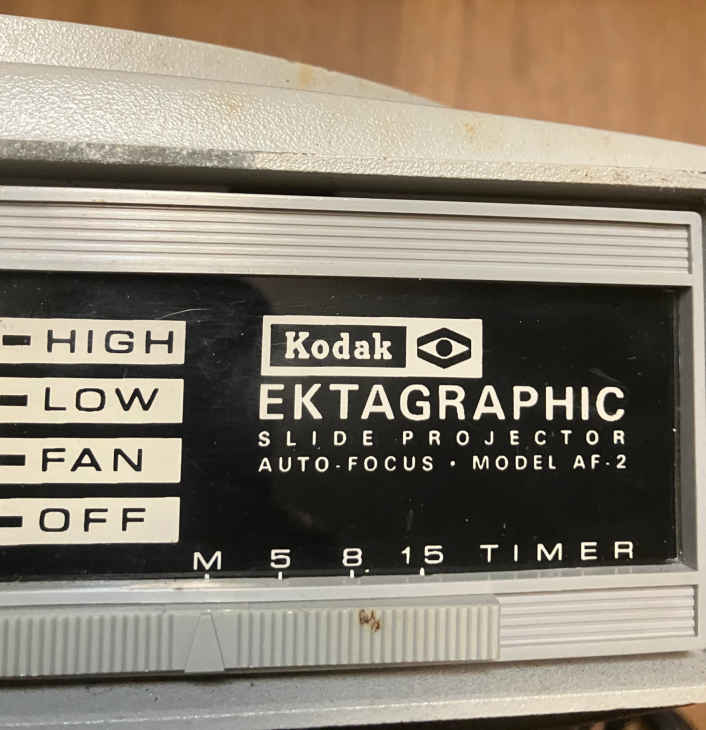 HIGH
LOW
FAN
OFF
Kodak
EKTAGRAPHIC
SLIDE PROJECTOR
AUTO-FOCUS • MODEL AF-2
M 5 8 15 TIMER